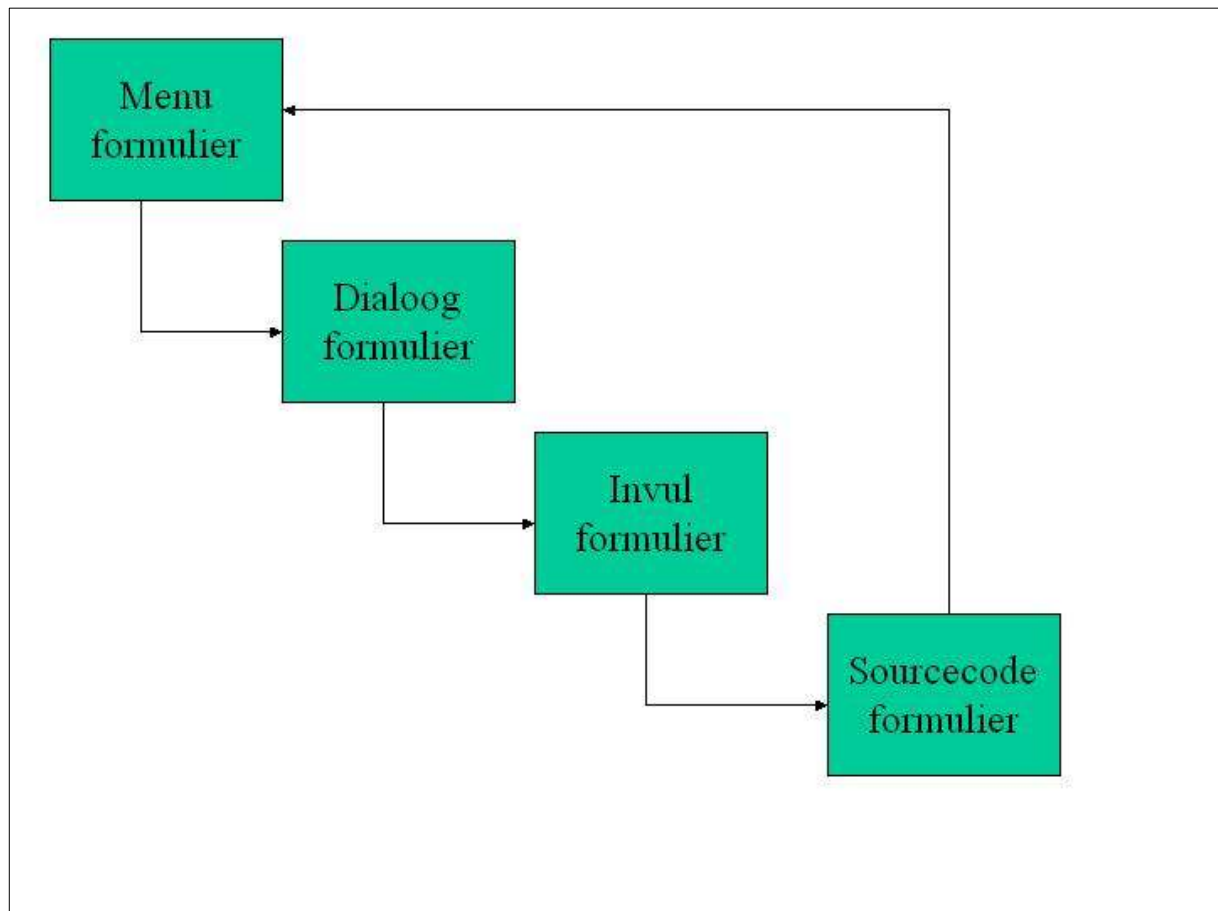 Menu
formulier
Dialoog
formulier
Invul
formulier
Sourcecode
formulier